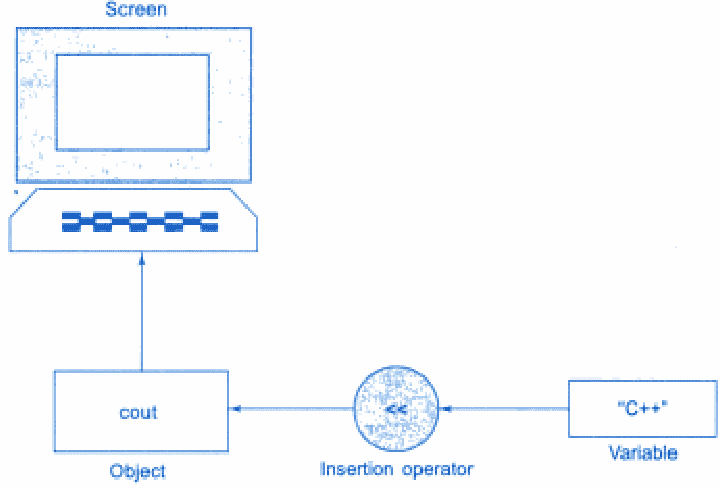 Screen
cout
Object
<<
Insertion operator
"C++"
Variable